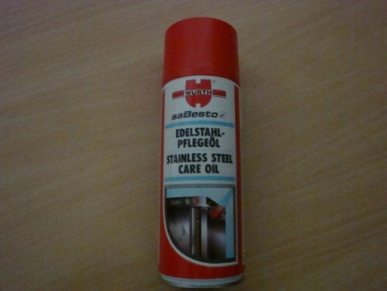 WÜRTH
saBesto
EDELSTAHL-
PFLEGEÖL
STAINLESS STEEL
CARE OIL